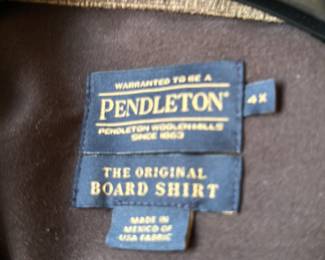 WARRANTED TO BE A
PENDLETON®
PENDLETON WOOLEN MILLS
SINCE 1863
4X
THE ORIGINAL
BOARD SHIRT
MADE IN
MEXICO OF
USA FABRIC